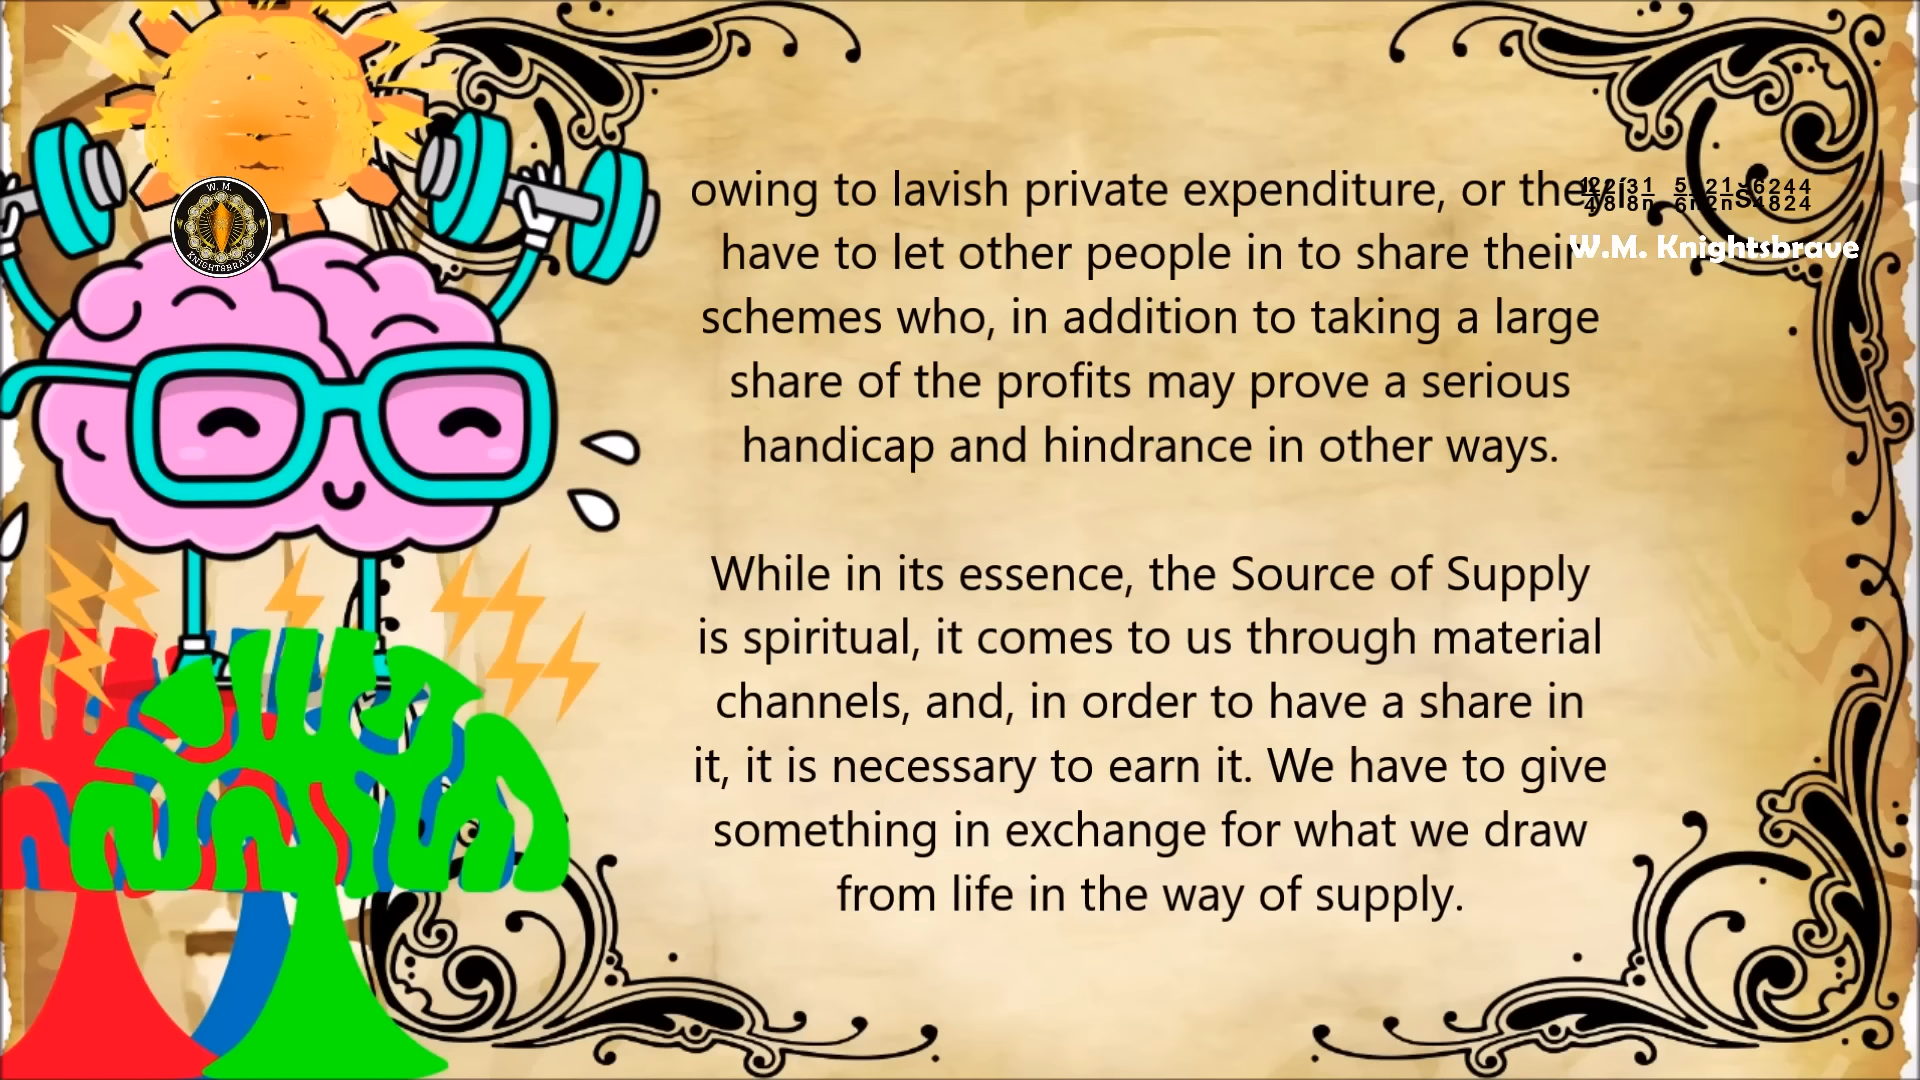 owing to lavish private expenditure, or they
have to let other people in to share their
schemes who, in addition to taking a large
share of the profits may prove a serious
handicap and hindrance in other ways.
While in its essence, the Source of Supply
is spiritual, it comes to us through material
channels, and, in order to have a share in
it, it is necessary to earn it. We have to give
something in exchange for what we draw
from life in the way of supply.
W.M. Knightsbrave
W. M.
KNIGHTSBRAVE